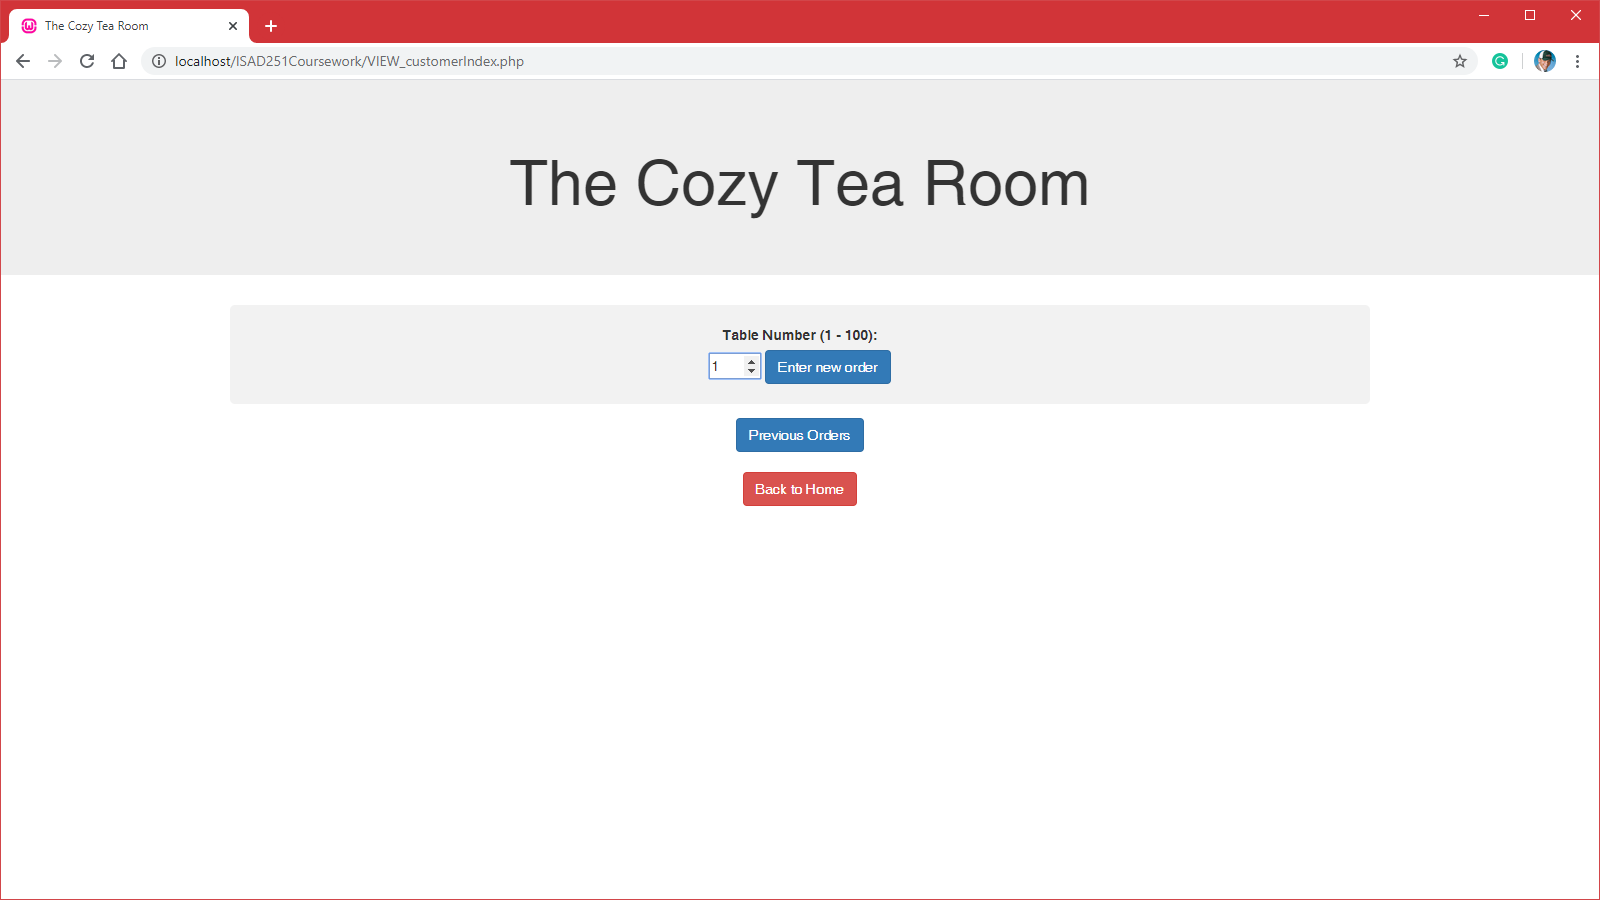 The Cozy Tea Room
localhost/ISAD251Coursework/VIEW_customerIndex.php
The Cozy Tea Room
Table Number (1 - 100):
1 Enter new order
Previous Orders
Back to Home